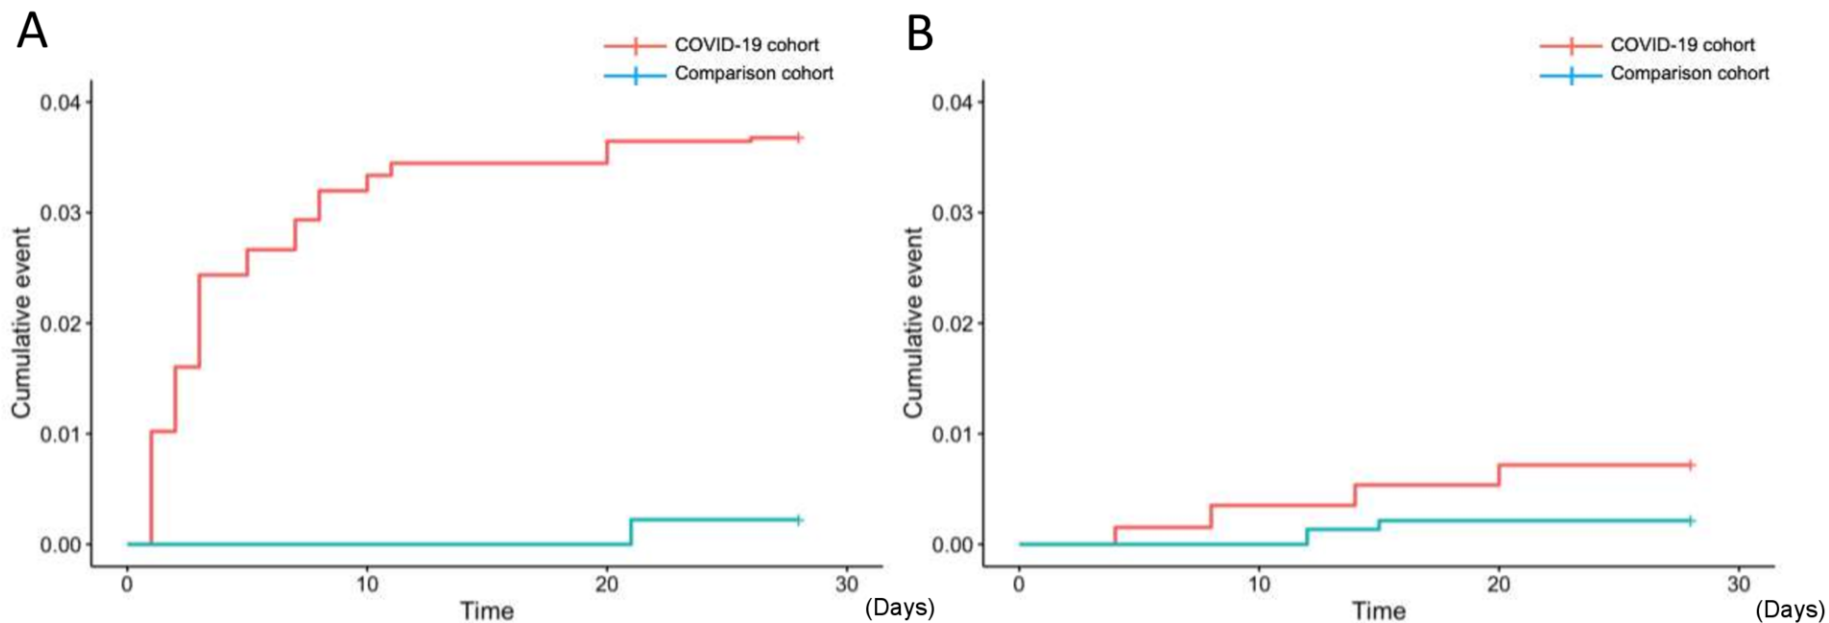 A
COVID-19 cohort
Comparison cohort
0.04
0.03
0.02
0.01
0.00
Cumulative event
0
10
20
30
Time
(Days)
B
COVID-19 cohort
Comparison cohort
0.04
0.03
0.02
0.01
0.00
Cumulative event
0
10
20
30
Time
(Days)